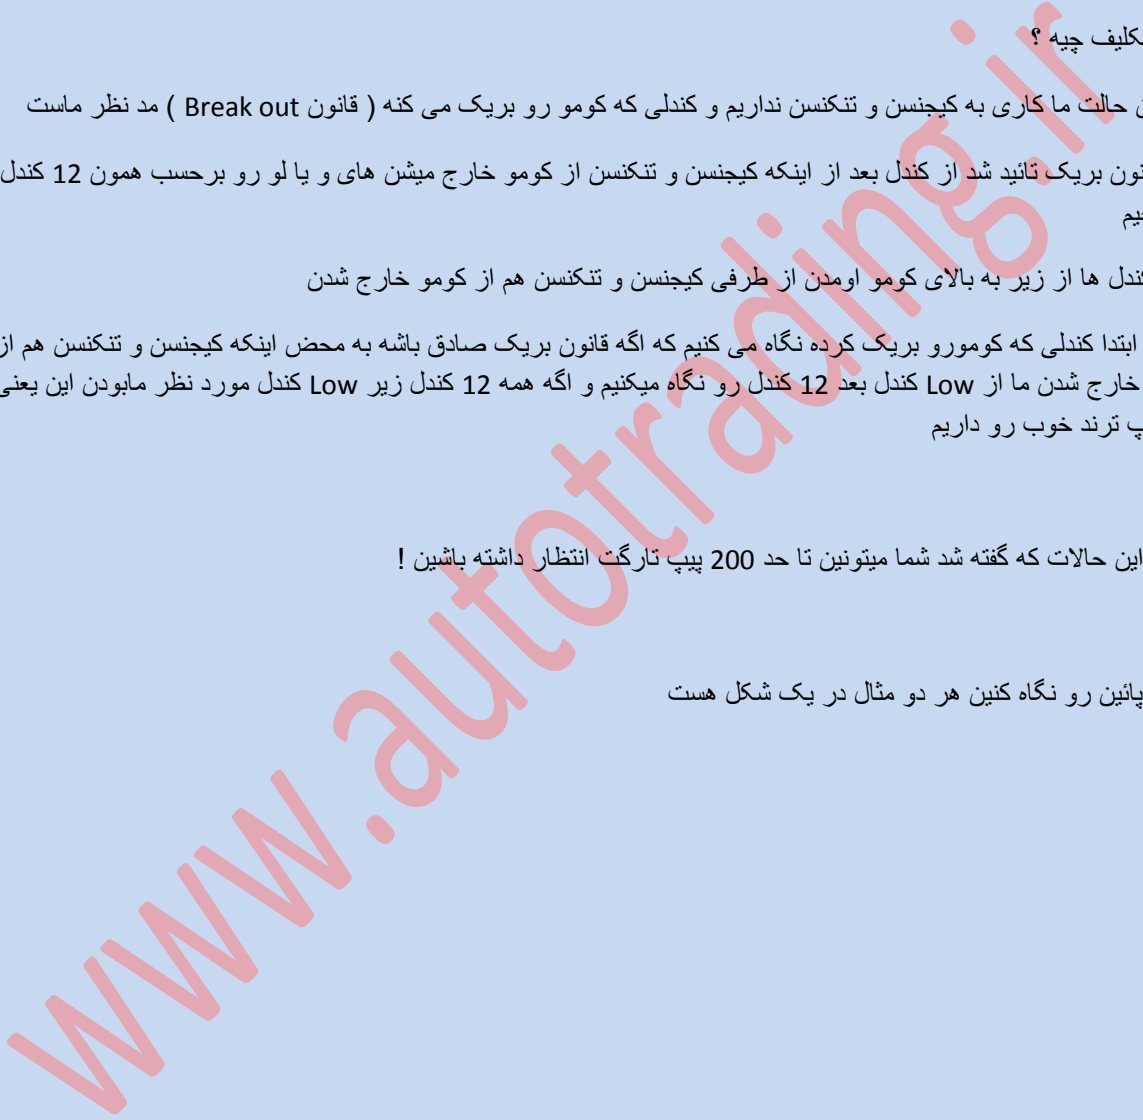 تکلیف چیه ؟
حالت ما کاری به کیجنسن و تنکنسن نداریم و کندلی که کومو رو بریک می کنه ( قانون Break out ) مد نظر ماست
بریک تائید شد از کندل بعد از اینکه کیجنسن و تنکنسن از کومو خارج میشن های و یا لو رو برحسب همون 12 کندل
کندل ها از زیر به بالای کومو اومدن از طرفی کیجنسن و تنکنسن هم از کومو خارج شدن
ابتدا کندلی که کومورو بریک کرده نگاه می کنیم که اگه قانون بریک صادق باشه به محض اینکه کیجنسن و تنکنسن هم از
خارج شدن ما از Low کندل بعد 12 کندل رو نگاه میکنیم و اگه همه 12 کندل زیر Low کندل مورد نظر مابودن این یعنی
ترند خوب رو داریم
این حالات که گفته شد شما میتونین تا حد 200 پیپ تارگت انتظار داشته باشین !
پائین رو نگاه کنین هر دو مثال در یک شکل هست
www.autotrading.ir